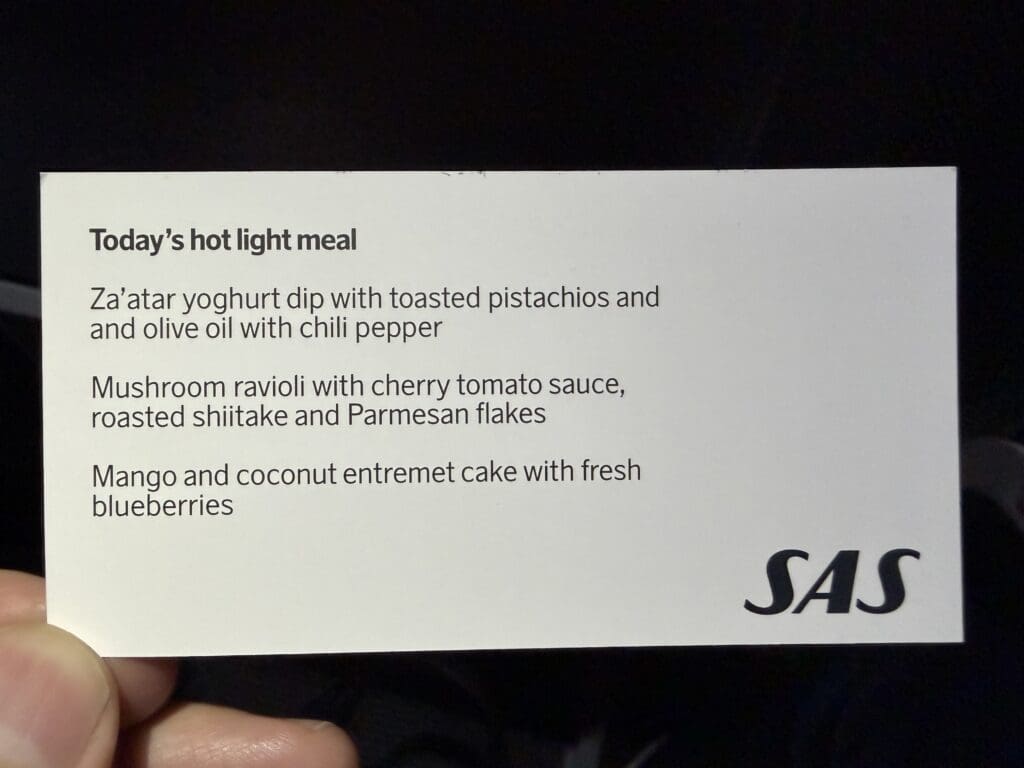 Today's hot light meal
Za'atar yoghurt dip with toasted pistachios and
and olive oil with chili pepper
Mushroom ravioli with cherry tomato sauce,
roasted shiitake and Parmesan flakes
Mango and coconut entremet cake with fresh
blueberries
SAS